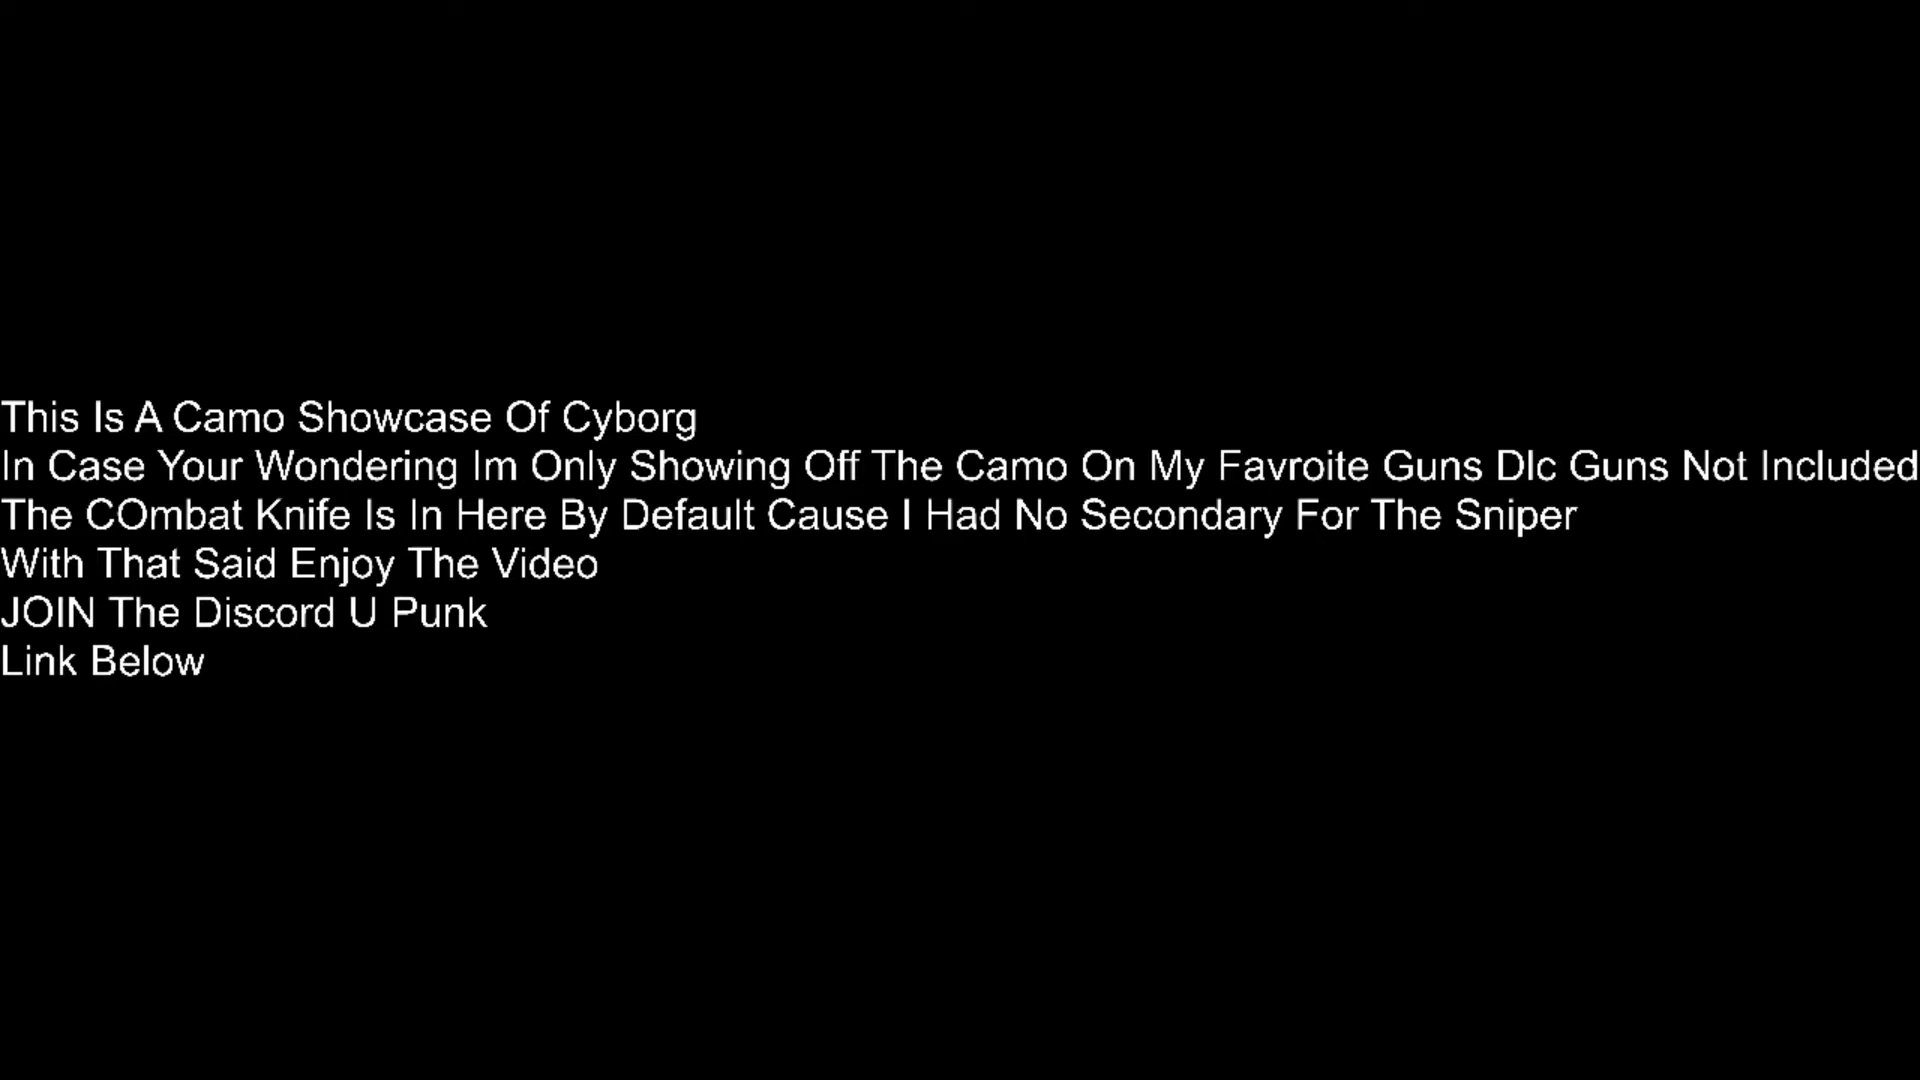 This Is A Camo Showcase Of Cyborg
In Case Your Wondering Im Only Showing Off The Camo On My Favroite Guns Dlc Guns Not Included
The COmbat Knife Is In Here By Default Cause I Had No Secondary For The Sniper
With That Said Enjoy The Video
JOIN The Discord U Punk
Link Below